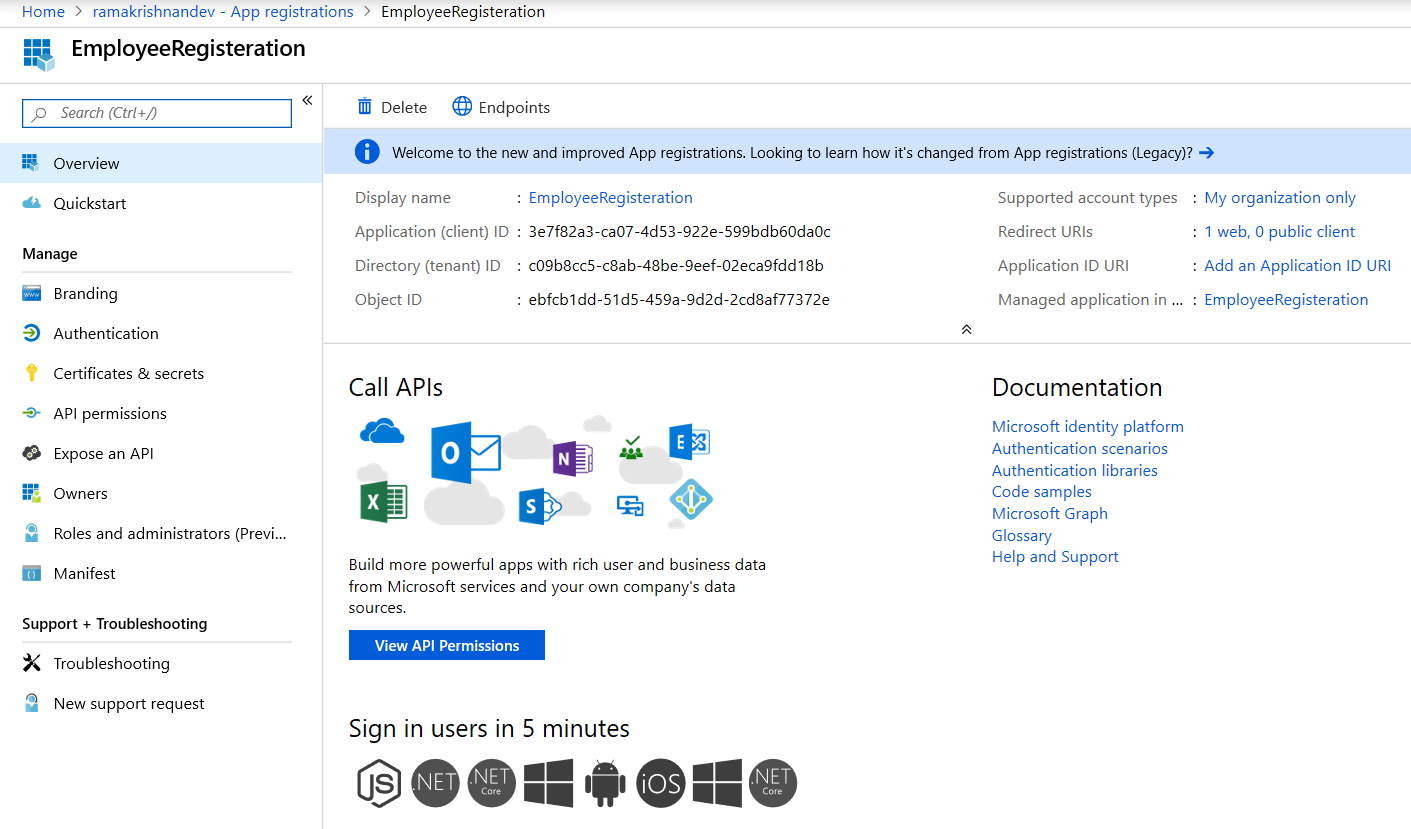 Home > ramakrishnandev - App registrations > EmployeeRegisteration
EmployeeRegisteration
Search (Ctrl+/)
«
Overview
Quickstart
Manage
Branding
Authentication
Certificates & secrets
API permissions
Expose an API
Owners
Roles and administrators (Previ...
Manifest
Support + Troubleshooting
Troubleshooting
New support request
Delete
Endpoints
Welcome to the new and improved App registrations. Looking to learn how it's changed from App registrations (Legacy)? →
Display name : EmployeeRegisteration
Application (client) ID : 3e7f82a3-ca07-4d53-922e-599bdb60da0c
Directory (tenant) ID : c09b8cc5-c8ab-48be-9eef-02eca9fdd18b
Object ID : ebfcb1dd-51d5-459a-9d2d-2cd8af77372e
Supported account types : My organization only
Redirect URIs : 1 web, 0 public client
Application ID URI : Add an Application ID URI
Managed application in ... : EmployeeRegisteration
Call APIs
O
N
E
X
S
Build more powerful apps with rich user and business data
from Microsoft services and your own company's data
sources.
View API Permissions
Documentation
Microsoft identity platform
Authentication scenarios
Authentication libraries
Code samples
Microsoft Graph
Glossary
Help and Support
Sign in users in 5 minutes
JS
.NET
.NET
Core
iOS
.NET
Core